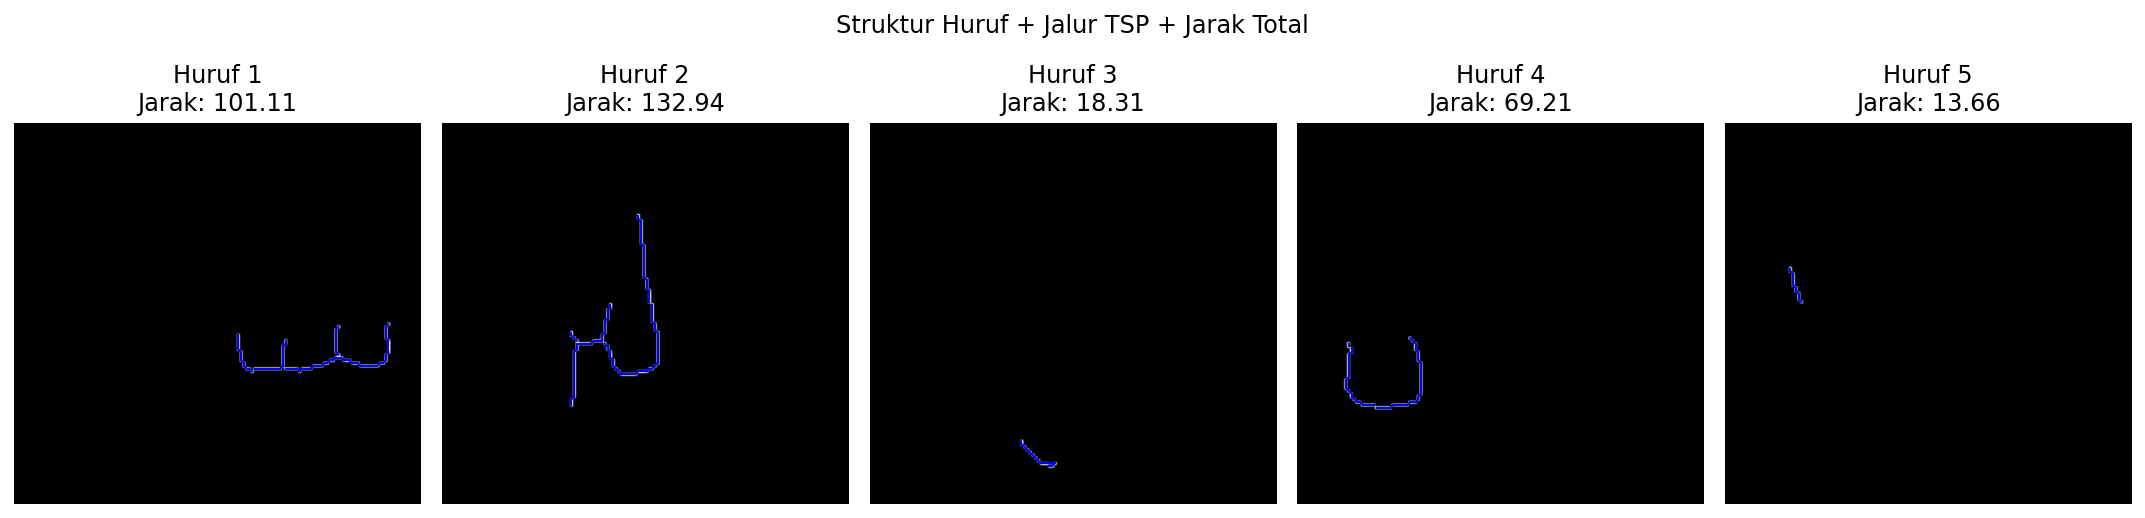 Struktur Huruf + Jalur TSP + Jarak Total
Huruf 1
Jarak: 101.11
Huruf 2
Jarak: 132.94
Huruf 3
Jarak: 18.31
Huruf 4
Jarak: 69.21
Huruf 5
Jarak: 13.66